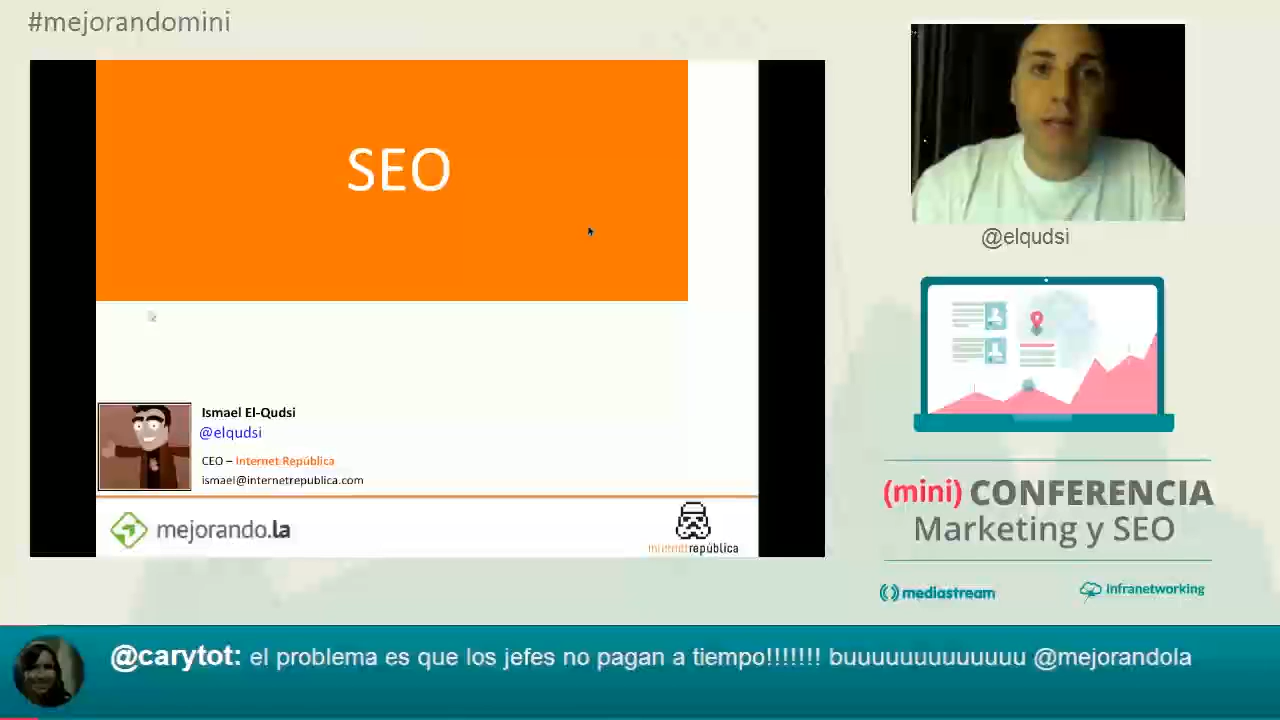 #mejorandomini
SEO
Ismael El-Qudsi
@elqudsi
CEO – Internet República
ismael@internetrepublica.com
mejorando.la
internetrepública
@elqudsi
(mini) CONFERENCIA
Marketing y SEO
mediastream
infranetworking
@carytot: el problema es que los jefes no pagan a tiempo!!!!!!! buuuuuuuuuuuuu @mejorandola